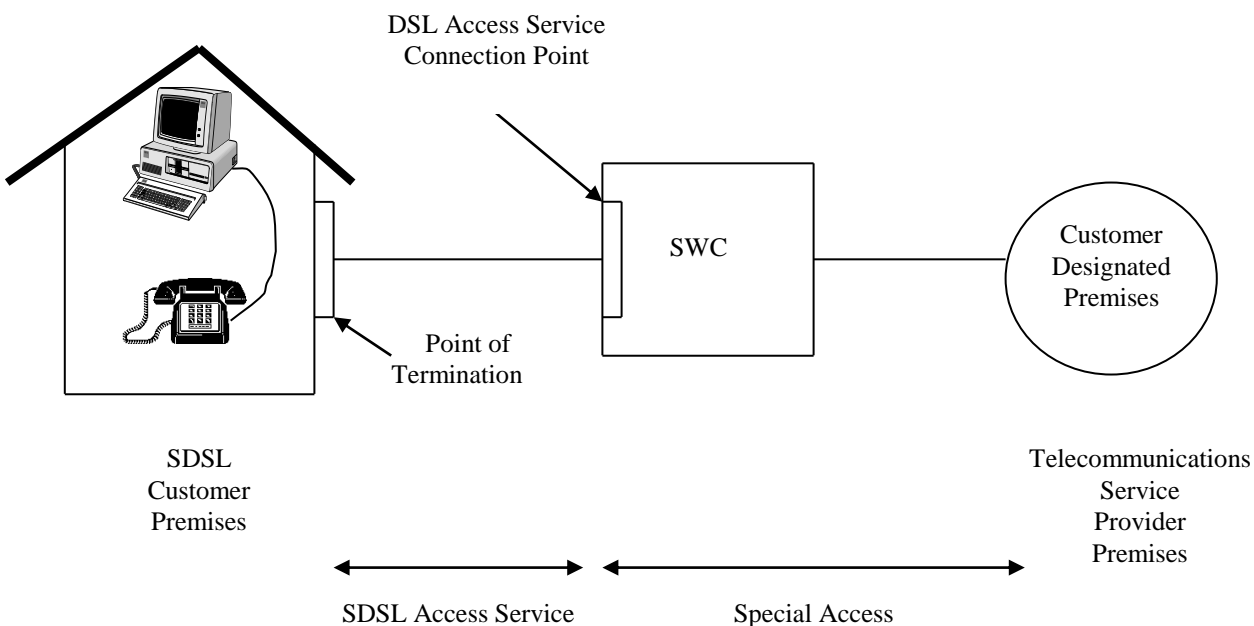 DSL Access Service
Connection Point
SWC
Customer
Designated
Premises
Point of
Termination
SDSL
Customer
Premises
Telecommunications
Service
Provider
Premises
SDSL Access Service
Special Access